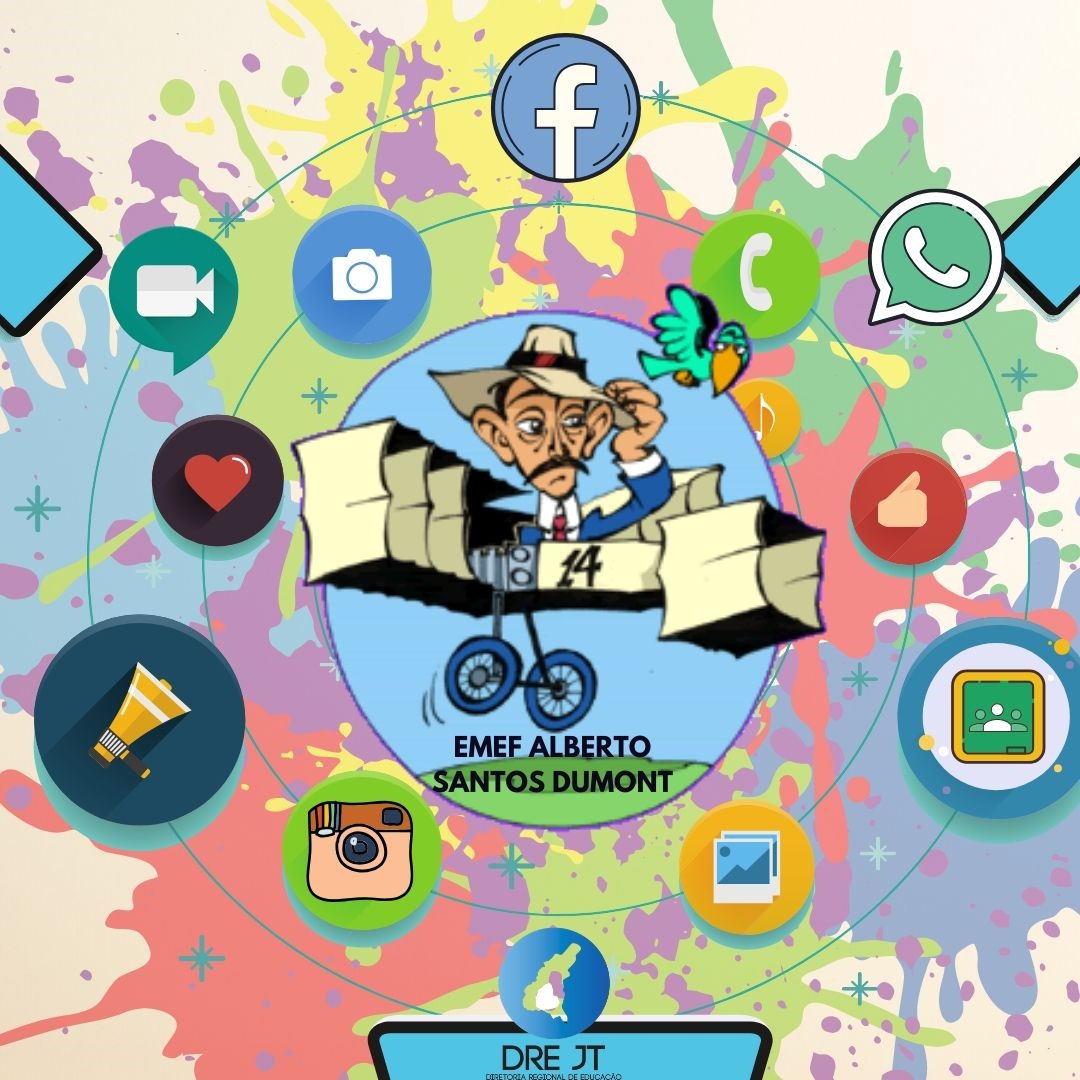 14
EMEF ALBERTO
SANTOS DUMONT
DRE JT
DIRETORIA REGIONAL DE EDUCAÇÃO